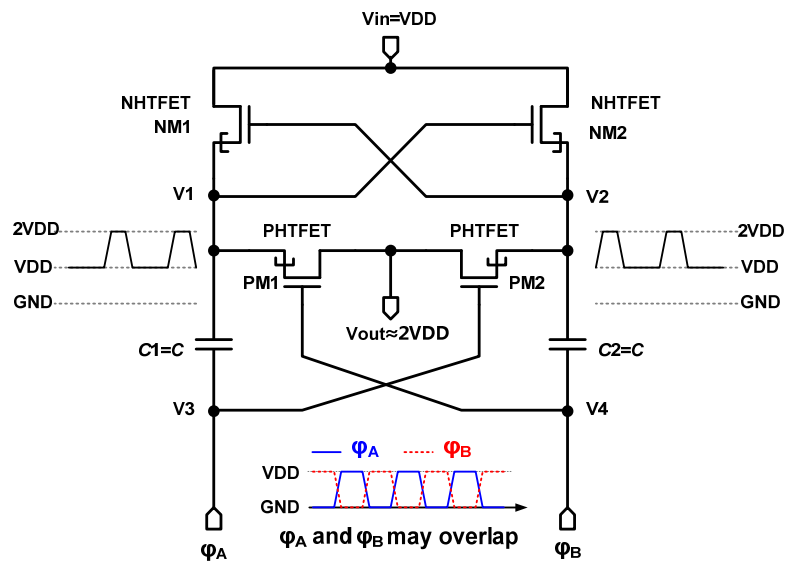 Vin=VDD
NHTFET
NM1
NHTFET
NM2
V1
V2
2VDD
VDD
GND
PHTFET
PM1
PHTFET
PM2
2VDD
VDD
GND
Vout≈2VDD
C1=C
C2=C
V3
V4
φA
φB
VDD
GND
φA and φB may overlap
φA
φB